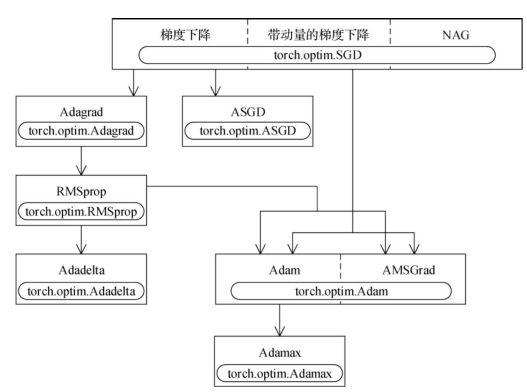 梯度下降 带动量的梯度下降 NAG
torch.optim.SGD
Adagrad
torch.optim.Adagrad
ASGD
torch.optim.ASGD
RMSprop
torch.optim.RMSprop
Adadelta
torch.optim.Adadelta
Adam AMSGrad
torch.optim.Adam
Adamax
torch.optim.Adamax